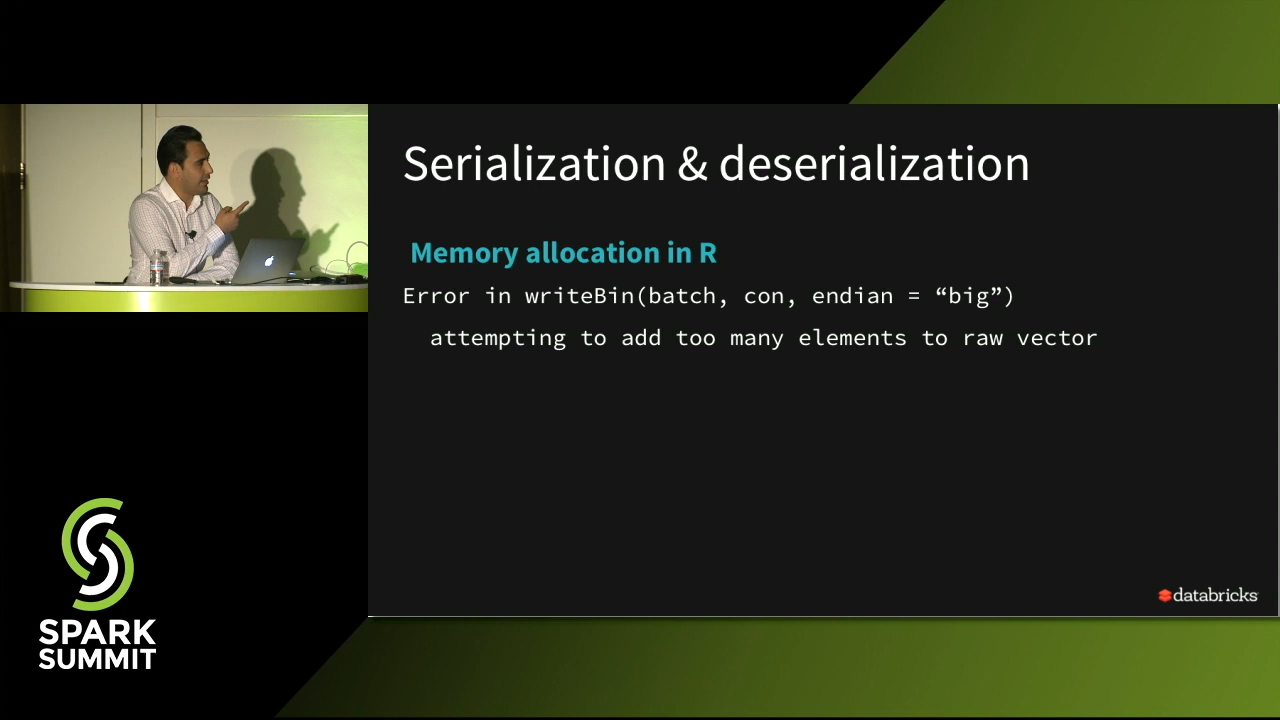 Serialization & deserialization
Memory allocation in R
Error in writeBin(batch, con, endian = “big”)
attempting to add too many elements to raw vector
databricks
SPARK
SUMMIT